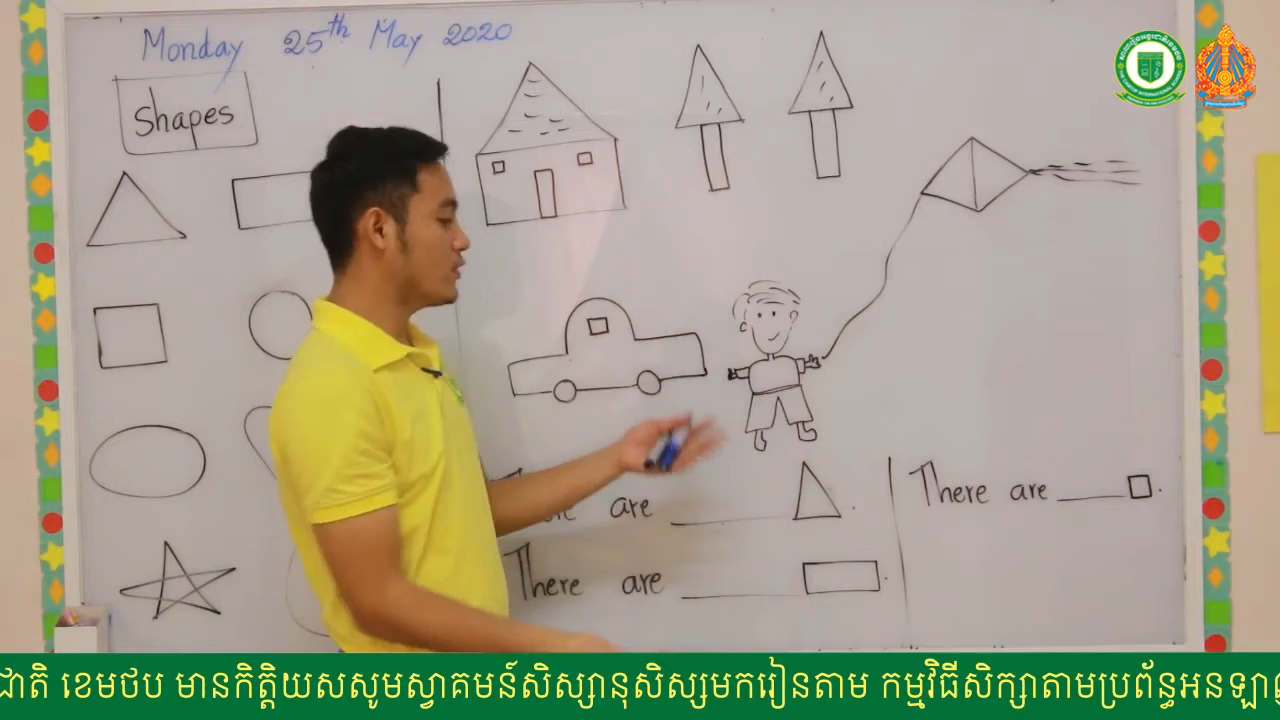 Monday 25th May 2020
Shapes
are
There are
There are
ជាតិ ខេមថប មានកិត្តិយសសូមស្វាគមន៍សិស្សានុសិស្សមករៀនតាម កម្មវិធីសិក្សាតាមប្រព័ន្ធអនឡាញ